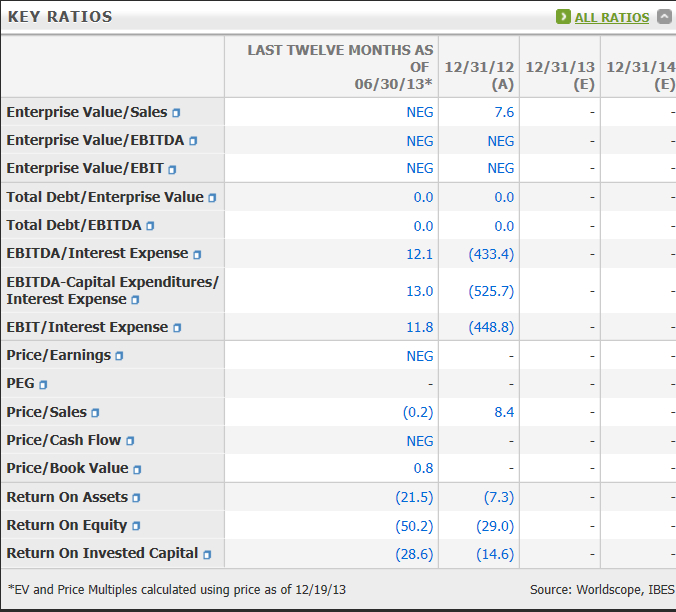 KEY RATIOS ALL RATIOS
LAST TWELVE MONTHS AS
OF 12/31/12 12/31/13 12/31/14
06/30/13* (A) (E) (E)
Enterprise Value/Sales NEG 7.6 - -
Enterprise Value/EBITDA NEG NEG - -
Enterprise Value/EBIT NEG NEG - -
Total Debt/Enterprise Value 0.0 0.0 - -
Total Debt/EBITDA 0.0 0.0 - -
EBITDA/Interest Expense 12.1 (433.4) - -
EBITDA-Capital Expenditures/
Interest Expense 13.0 (525.7) - -
EBIT/Interest Expense 11.8 (448.8) - -
Price/Earnings NEG - - -
PEG - - - -
Price/Sales (0.2) 8.4 - -
Price/Cash Flow NEG - - -
Price/Book Value 0.8 - - -
Return On Assets (21.5) (7.3) - -
Return On Equity (50.2) (29.0) - -
Return On Invested Capital (28.6) (14.6) - -
*EV and Price Multiples calculated using price as of 12/19/13 Source: Worldscope, IBES